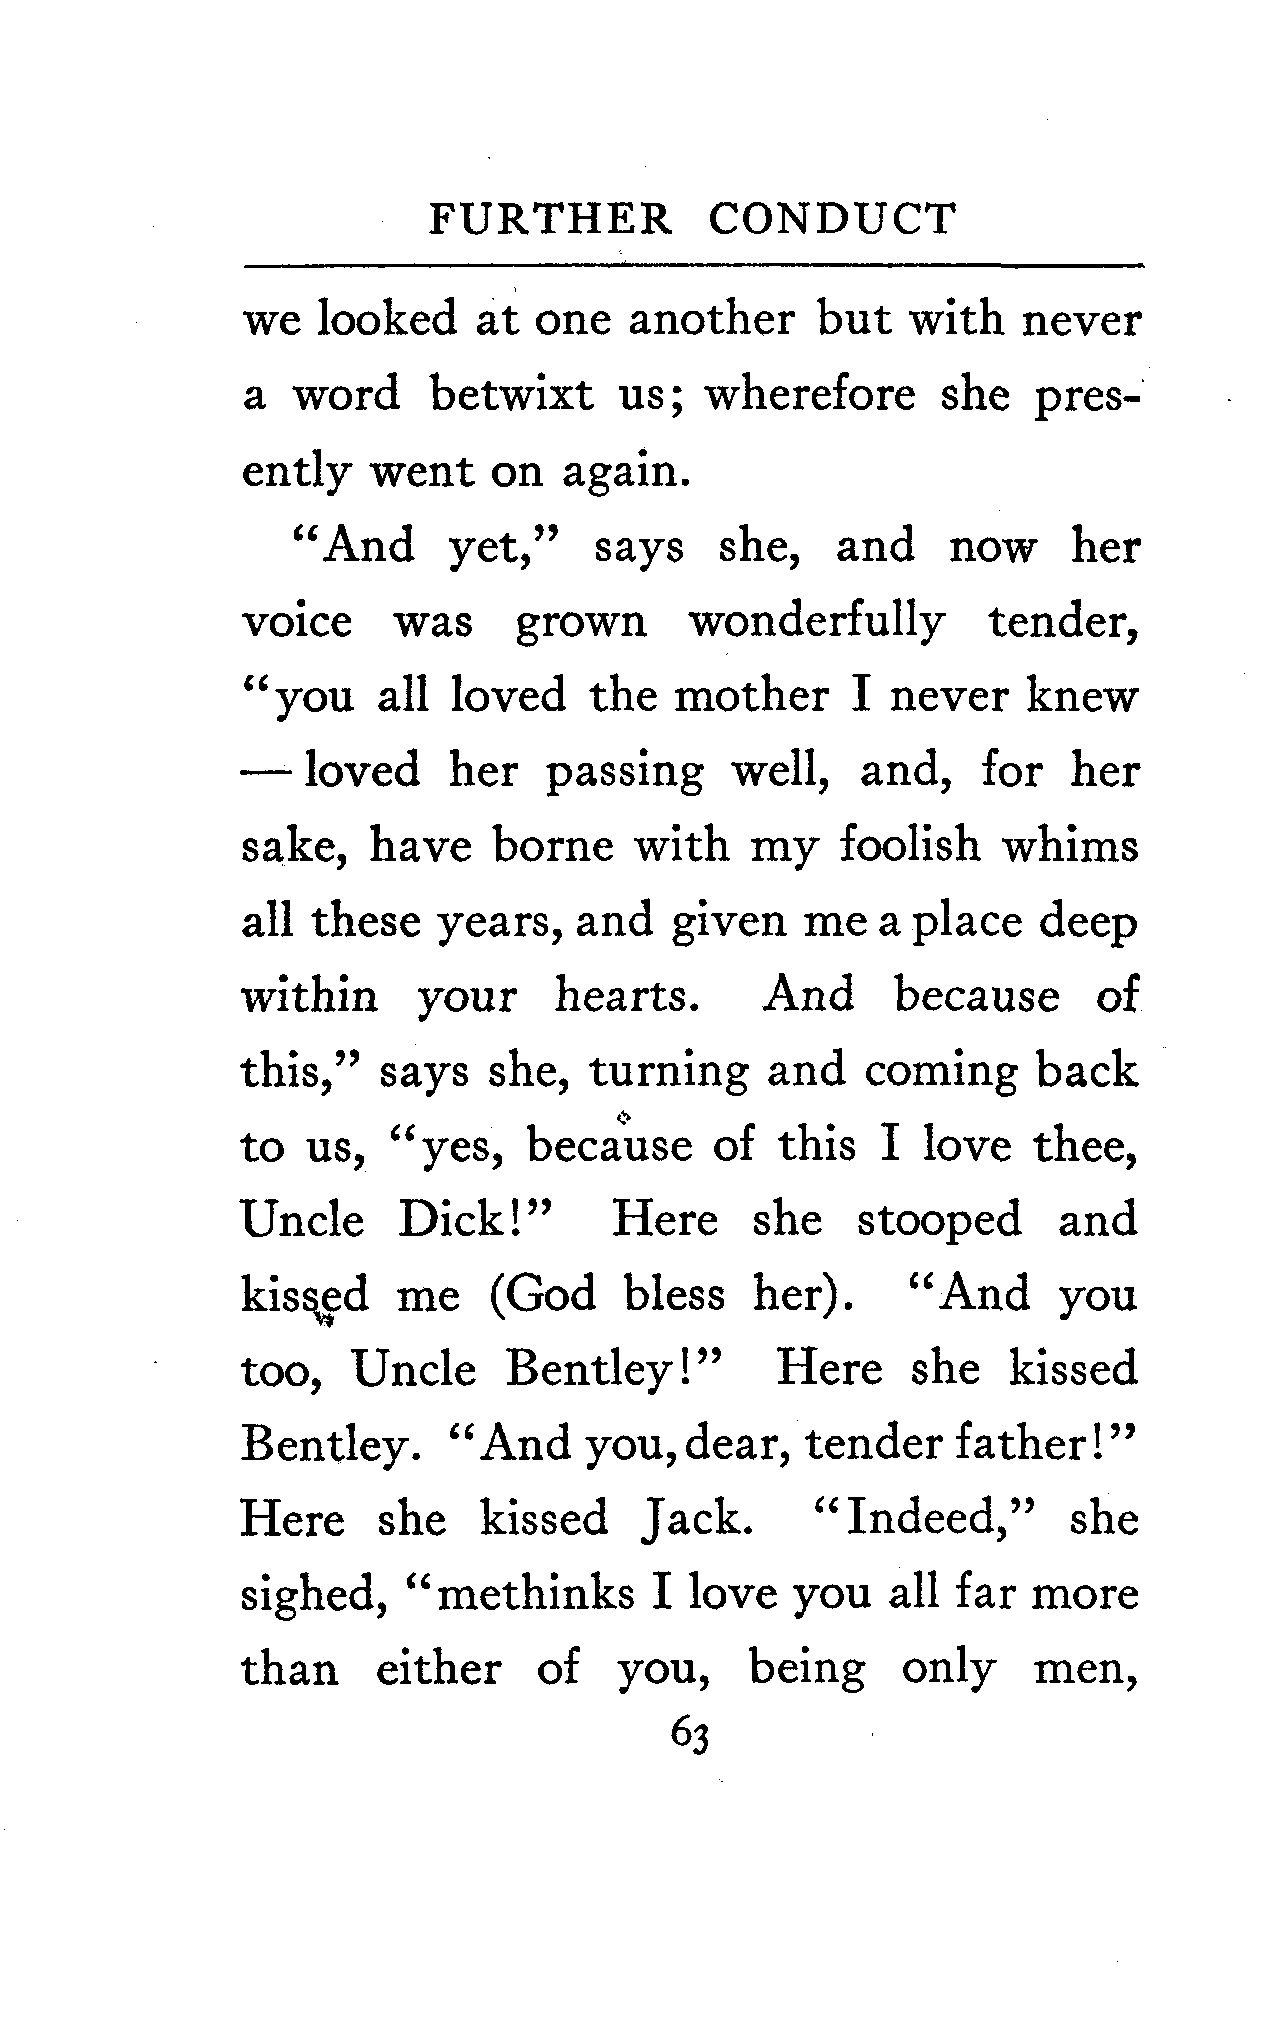 FURTHER CONDUCT
we looked at one another but with never
a word betwixt us; wherefore she pres-
ently went on again.
"And yet," says she, and now her
voice was grown wonderfully tender,
"you all loved the mother I never knew
— loved her passing well, and, for her
sake, have borne with my foolish whims
all these years, and given me a place deep
within your hearts. And because of
this," says she, turning and coming back
to us, "yes, because of this I love thee,
Uncle Dick!" Here she stooped and
kissed me (God bless her). "And you
too, Uncle Bentley!" Here she kissed
Bentley. "And you, dear, tender father!"
Here she kissed Jack. "Indeed," she
sighed, "methinks I love you all far more
than either of you, being only men,
63